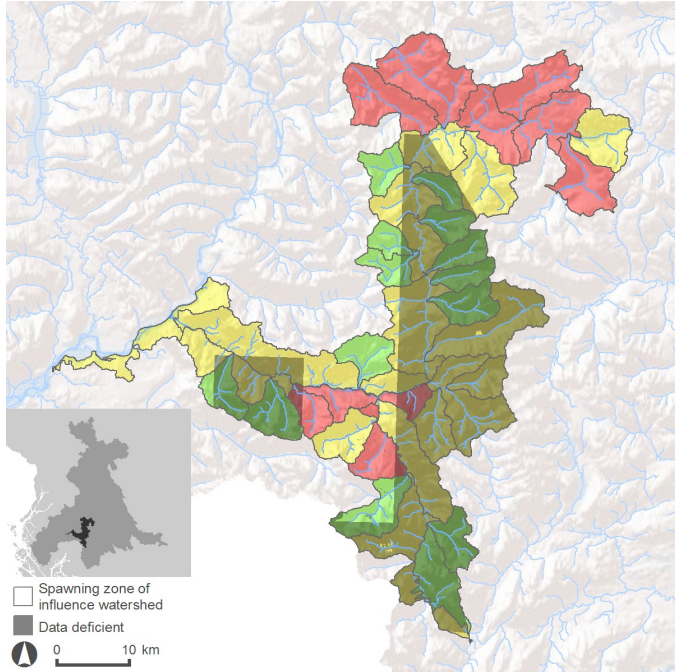 Spawning zone of
influence watershed
Data deficient
0 10 km